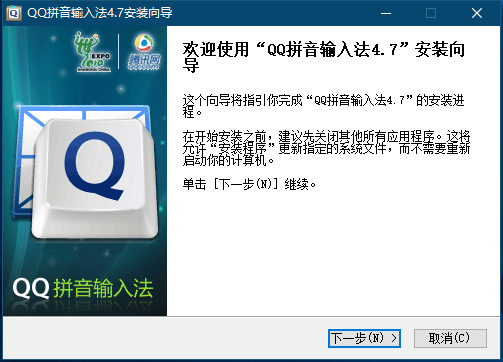 QQ拼音输入法4.7安装向导
EXPO
2010
SHANGHAI CHINA
腾讯网
欢迎使用“QQ拼音输入法4.7”安装向
导
这个向导将指引你完成“QQ拼音输入法4.7”的安装进
程。
在开始安装之前，建议先关闭其他所有应用程序。这将
允许“安装程序”更新指定的系统文件，而不需要重新
启动你的计算机。
单击 [下一步(N)] 继续。
Q
QQ拼音输入法
下一步(N) >
取消(C)